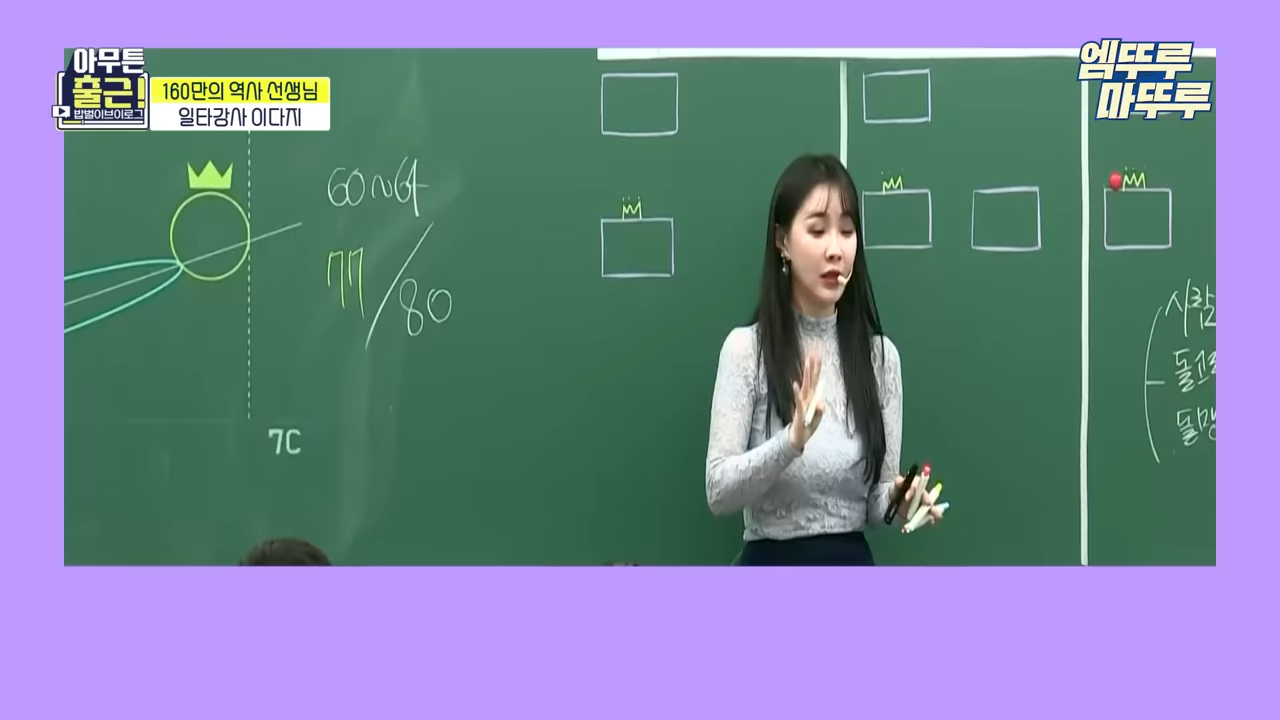 아무튼
출근!
밥벌이브이로그
160만의 역사 선생님
일타강사 이다지
엠뚜루
마뚜루
60~64
77/80
7C
사람
돌고
돌맹